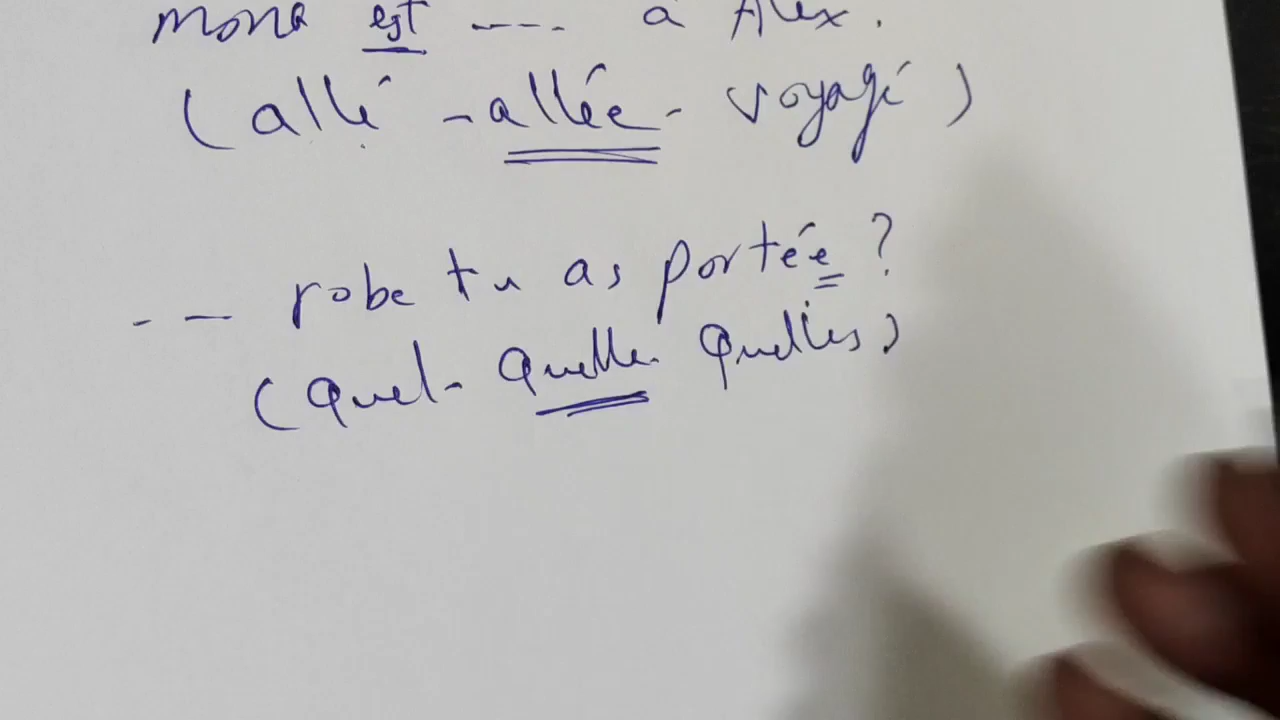 Mona est ---- à Alex.
(allé - allée - voyagé)
-- robe tu as portée ?
(Quel - Quelle - Quelles)